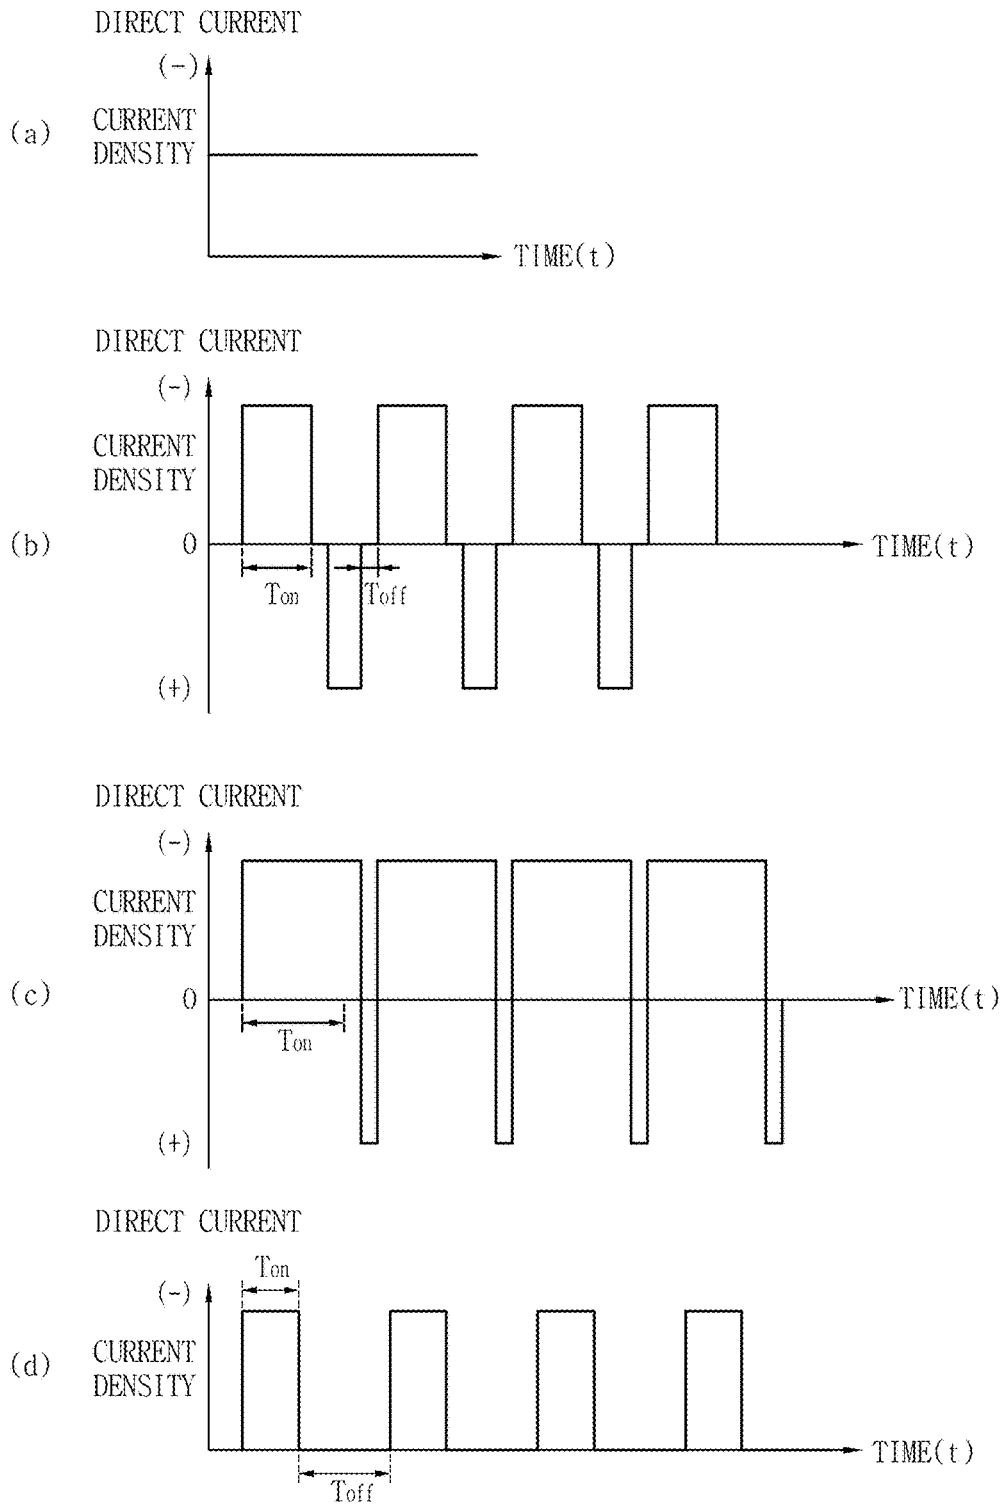 DIRECT CURRENT
(-)
(a)
CURRENT
DENSITY
TIME(t)
DIRECT CURRENT
(-)
CURRENT
DENSITY
(b)
0
TIME(t)
Ton
Toff
(+)
DIRECT CURRENT
(-)
CURRENT
DENSITY
(c)
0
TIME(t)
Ton
(+)
DIRECT CURRENT
Ton
(-)
(d)
CURRENT
DENSITY
TIME(t)
Toff